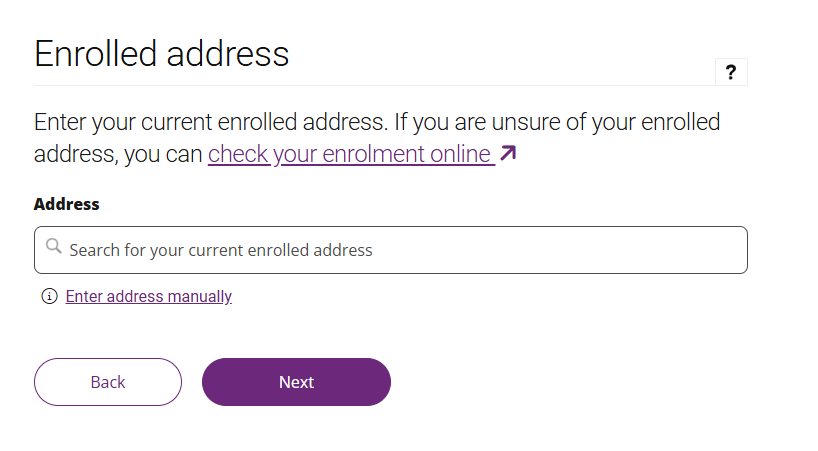 Enrolled address
?
Enter your current enrolled address. If you are unsure of your enrolled
address, you can check your enrolment online
Address
Search for your current enrolled address
Enter address manually
Back
Next